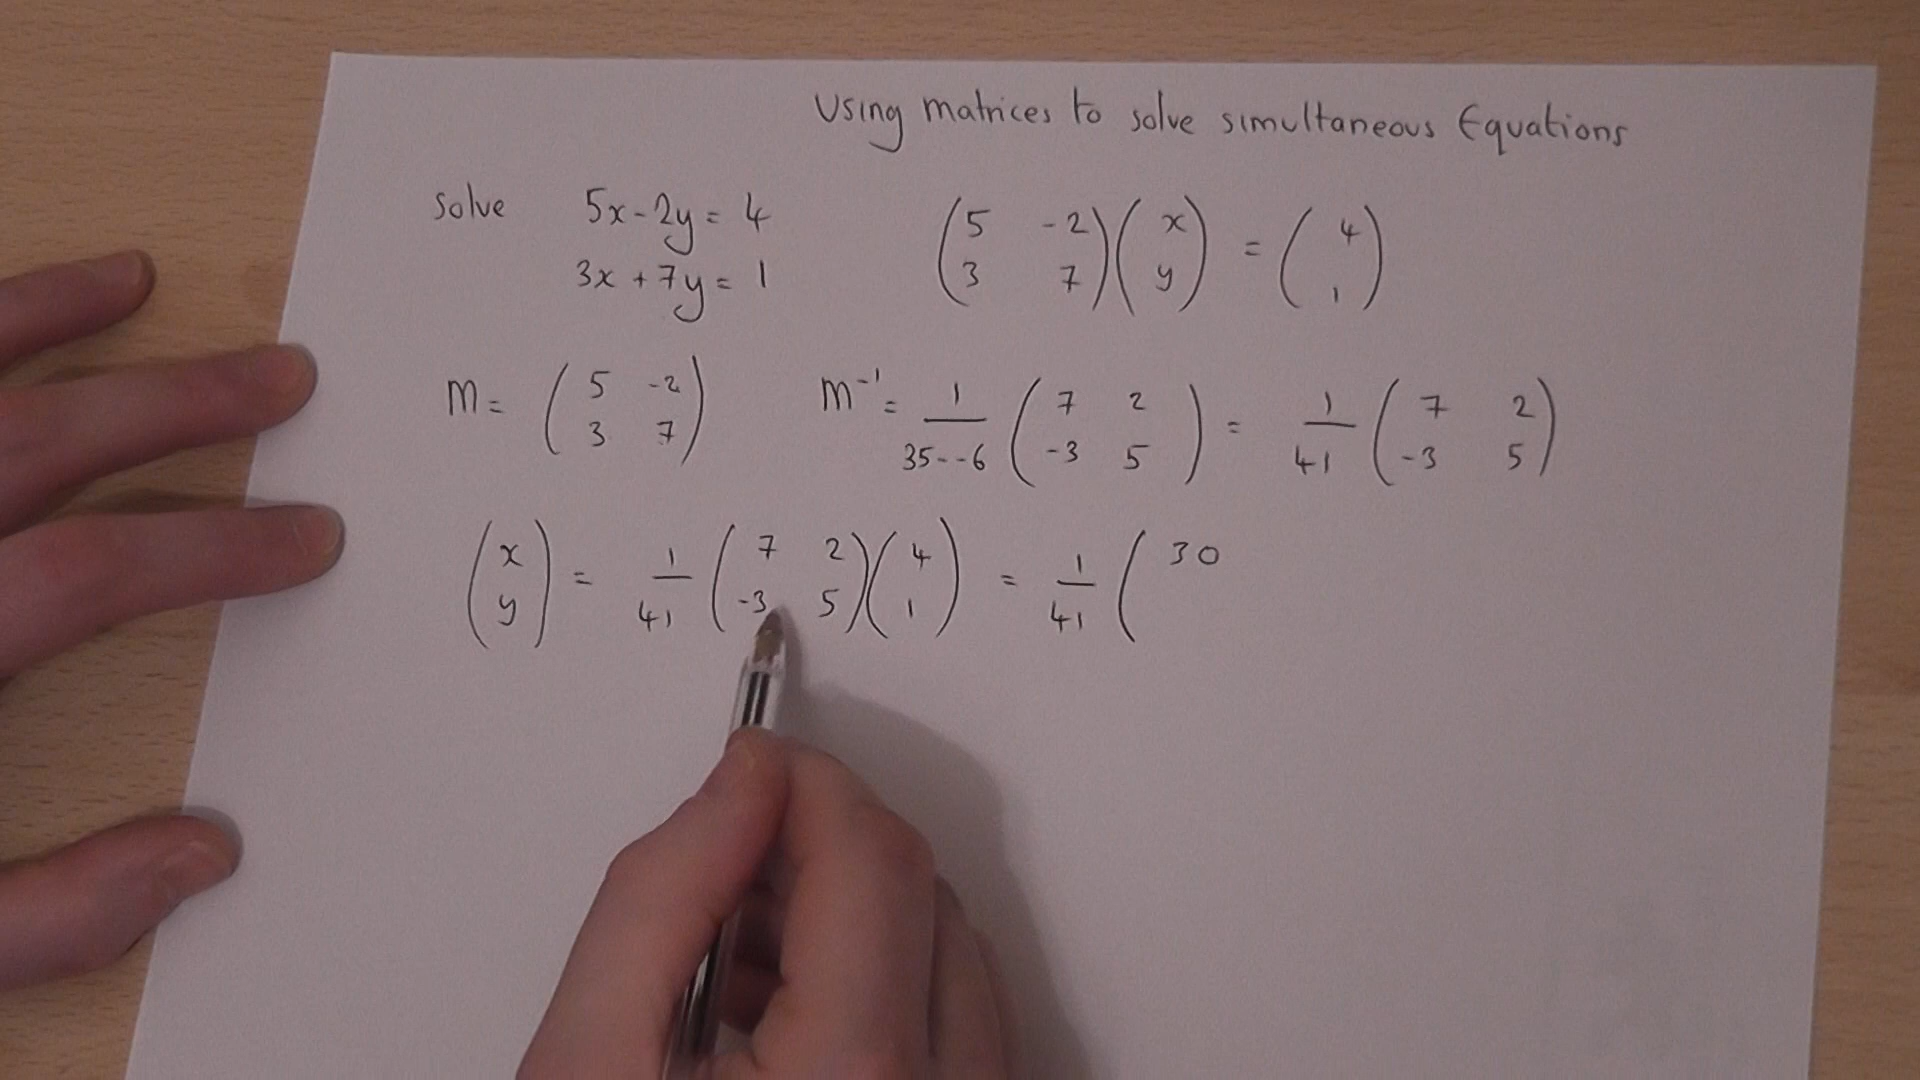 Using matrices to solve simultaneous Equations
solve 5x-2y=4
3x+7y=1
(5 -2
3 7)(x
y) = (4
1)
M= (5 -2
3 7)
M⁻¹= 1/35--6 (7 2
-3 5) = 1/41 (7 2
-3 5)
(x
y) = 1/41 (7 2
-3 5)(4
1) = 1/41 (30